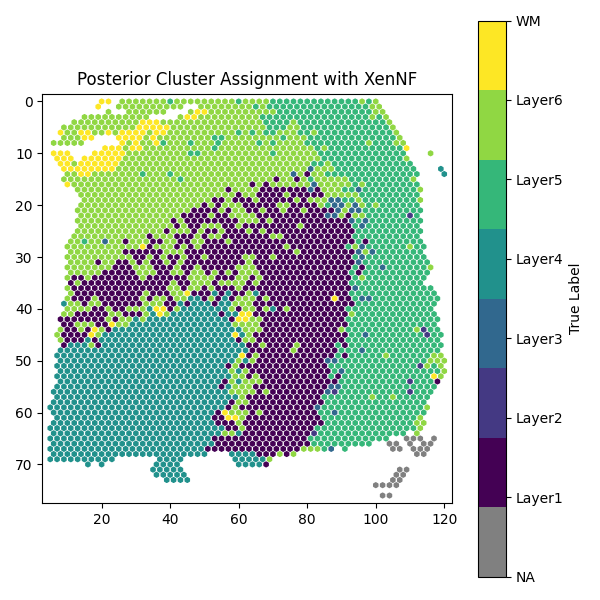 Posterior Cluster Assignment with XenNF
0
10
20
30
40
50
60
70
20
40
60
80
100
120
WM
Layer6
Layer5
Layer4
Layer3
Layer2
Layer1
NA
True Label